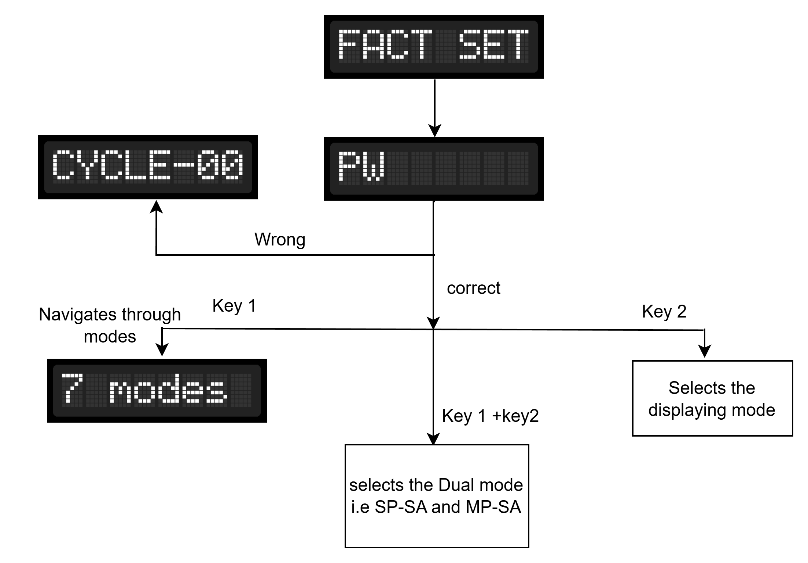 FACT SET
CYCLE-00
PW
Wrong
correct
Navigates through
modes
Key 1
Key 2
7 modes
Selects the
displaying mode
Key 1 +key2
selects the Dual mode
i.e SP-SA and MP-SA